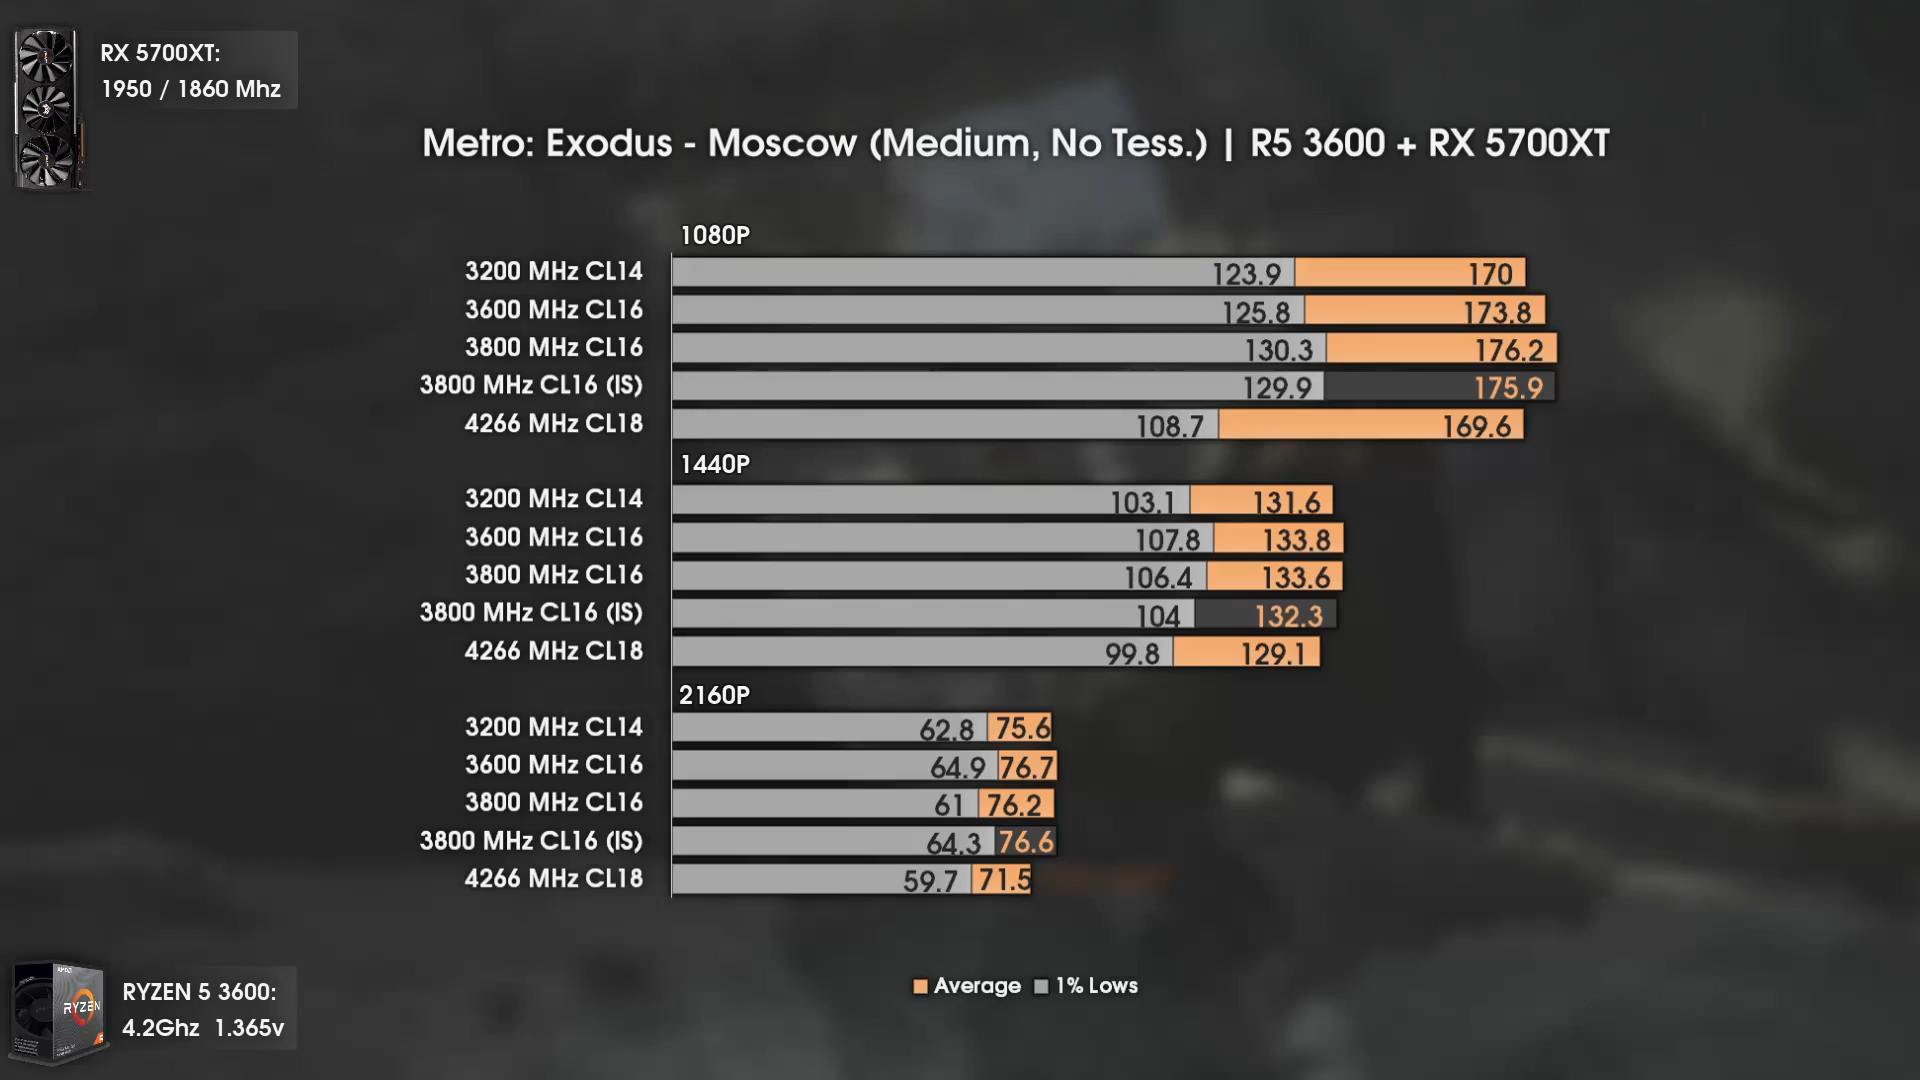 RX 5700XT:
1950 / 1860 Mhz
Metro: Exodus - Moscow (Medium, No Tess.) | R5 3600 + RX 5700XT
1080P
3200 MHz CL14 123.9 170
3600 MHz CL16 125.8 173.8
3800 MHz CL16 130.3 176.2
3800 MHz CL16 (IS) 129.9 175.9
4266 MHz CL18 108.7 169.6
1440P
3200 MHz CL14 103.1 131.6
3600 MHz CL16 107.8 133.8
3800 MHz CL16 106.4 133.6
3800 MHz CL16 (IS) 104 132.3
4266 MHz CL18 99.8 129.1
2160P
3200 MHz CL14 62.8 75.6
3600 MHz CL16 64.9 76.7
3800 MHz CL16 61 76.2
3800 MHz CL16 (IS) 64.3 76.6
4266 MHz CL18 59.7 71.5
Average 1% Lows
AMD
RYZEN
RYZEN 5 3600:
4.2Ghz 1.365v